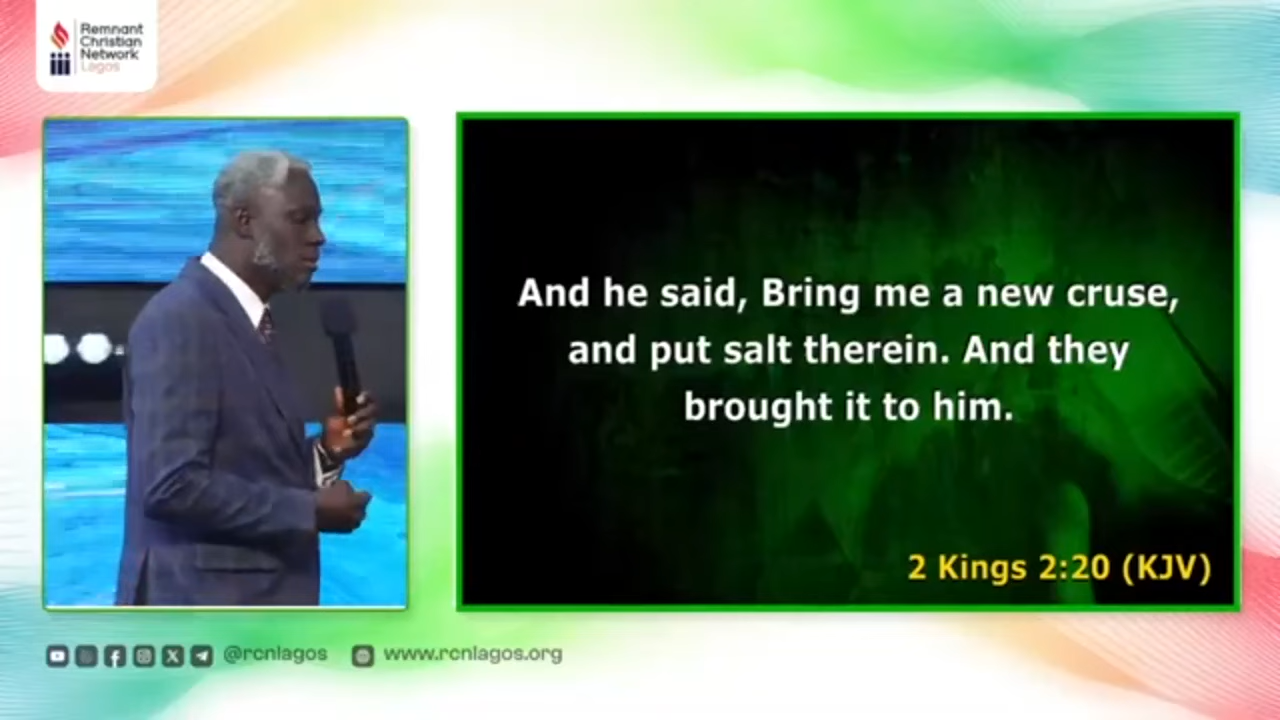 Remnant
Christian
Network
Lagos
And he said, Bring me a new cruse,
and put salt therein. And they
brought it to him.
2 Kings 2:20 (KJV)
@rcnlagos
www.rcnlagos.org